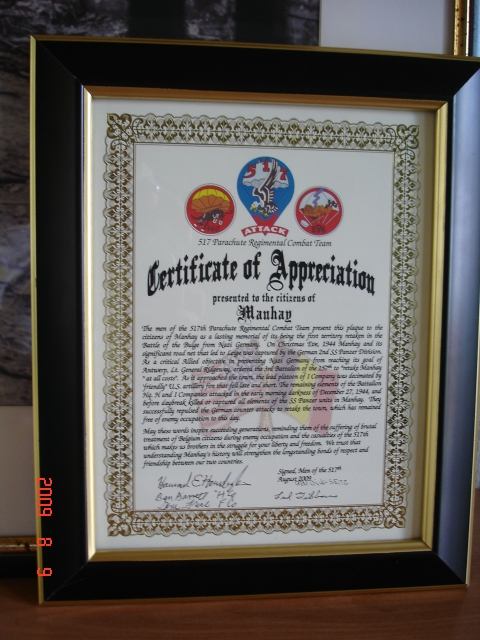 517
ATTACK
517 Parachute Regimental Combat Team
Certificate of Appreciation
presented to the citizens of
Manhay
The men of the 517th Parachute Regimental Combat Team present this plaque to the
citizens of Manhay as a lasting memorial of its being the first territory retaken in the
Battle of the Bulge from Nazi Germany. On Christmas Eve, 1944 Manhay and its
significant road net that led to Leige was captured by the German 2nd SS Panzer Division.
As a critical Allied objective in preventing Nazi Germany from reaching its goal of
Antwerp, Lt. General Ridgeway, ordered the 3rd Battalion of the 517th to "retake Manhay
"at all costs". As it approached the town, the lead platoon of I Company was decimated by
"friendly" U.S. artillery fire that fell late and short. The remaining elements of the Battalion
Hq, H and I Companies attacked in the early morning darkness of December 27, 1944, and
before daybreak, killed or captured all elements of the SS Panzer units in Manhay. They
successfully repulsed the German counter attacks to retake the town, which has remained
free of enemy occupation to this day.
May these words inspire succeeding generations, reminding them of the suffering of brutal
treatment of Belgium citizens during enemy occupation and the casualties of the 517th
which makes us brothers in the struggle for your liberty and freedom. We must that
understanding Manhay's history will strengthen the longstanding bonds of respect and
friendship between our two countries.
Signed, Men of the 517th
August 2009
Ben Barrett
2009 8 9